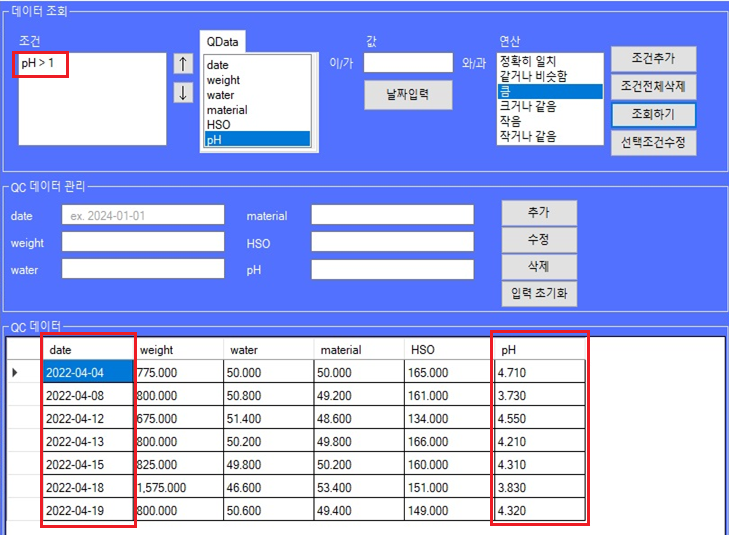 데이터 조회
조건
pH > 1
↑
↓
QData
date
weight
water
material
HSO
pH
이/가
값
날짜입력
와/과
연산
정확히 일치
같거나 비슷함
큼
크거나 같음
작음
작거나 같음
조건추가
조건전체삭제
조회하기
선택조건수정
QC 데이터 관리
date ex. 2024-01-01 material
weight HSO
water pH
추가
수정
삭제
입력 초기화
QC 데이터
date weight water material HSO pH
2022-04-04 775.000 50.000 50.000 165.000 4.710
2022-04-08 800.000 50.800 49.200 161.000 3.730
2022-04-12 675.000 51.400 48.600 134.000 4.550
2022-04-13 800.000 50.200 49.800 166.000 4.210
2022-04-15 825.000 49.800 50.200 160.000 4.310
2022-04-18 1,575.000 46.600 53.400 151.000 3.830
2022-04-19 800.000 50.600 49.400 149.000 4.320